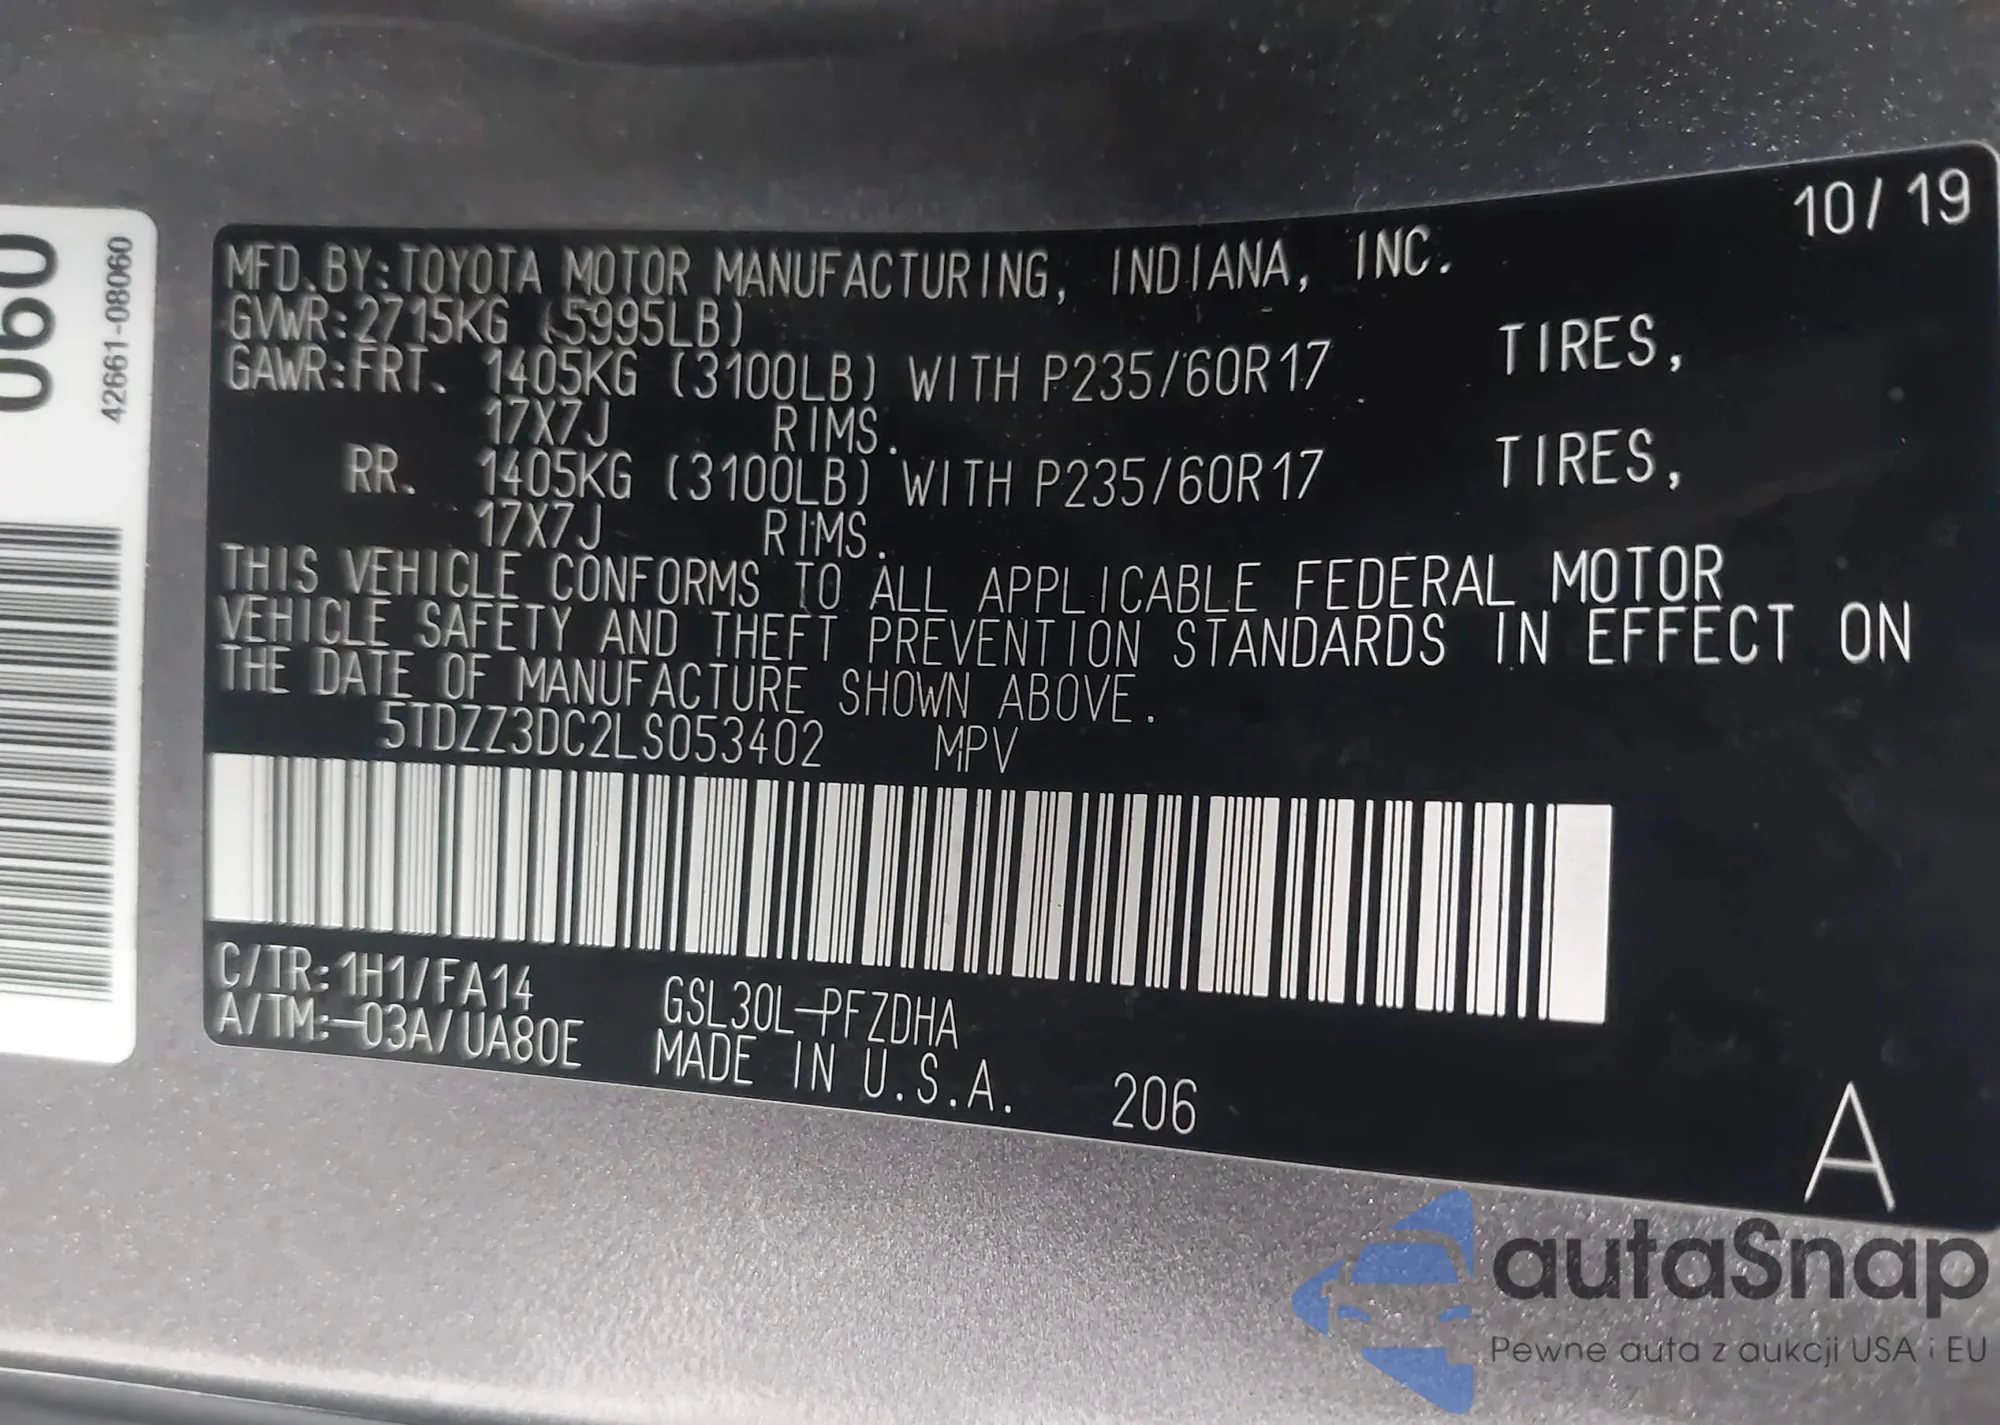 060
42661-08060
10/19
MFD.BY:TOYOTA MOTOR MANUFACTURING, INDIANA, INC.
GVWR:2715KG (5995LB)
GAWR:FRT. 1405KG (3100LB) WITH P235/60R17 TIRES,
17X7J RIMS.
RR. 1405KG (3100LB) WITH P235/60R17 TIRES,
17X7J RIMS.
THIS VEHICLE CONFORMS TO ALL APPLICABLE FEDERAL MOTOR
VEHICLE SAFETY AND THEFT PREVENTION STANDARDS IN EFFECT ON
THE DATE OF MANUFACTURE SHOWN ABOVE.
5TDZZ3DC2LS053402 MPV
C/TR:1H1/FA14 GSL30L-PFZDHA
A/TM:-03A/UA80E MADE IN U.S.A. 206
A
autaSnap
Pewne auta z aukcji USA i EU